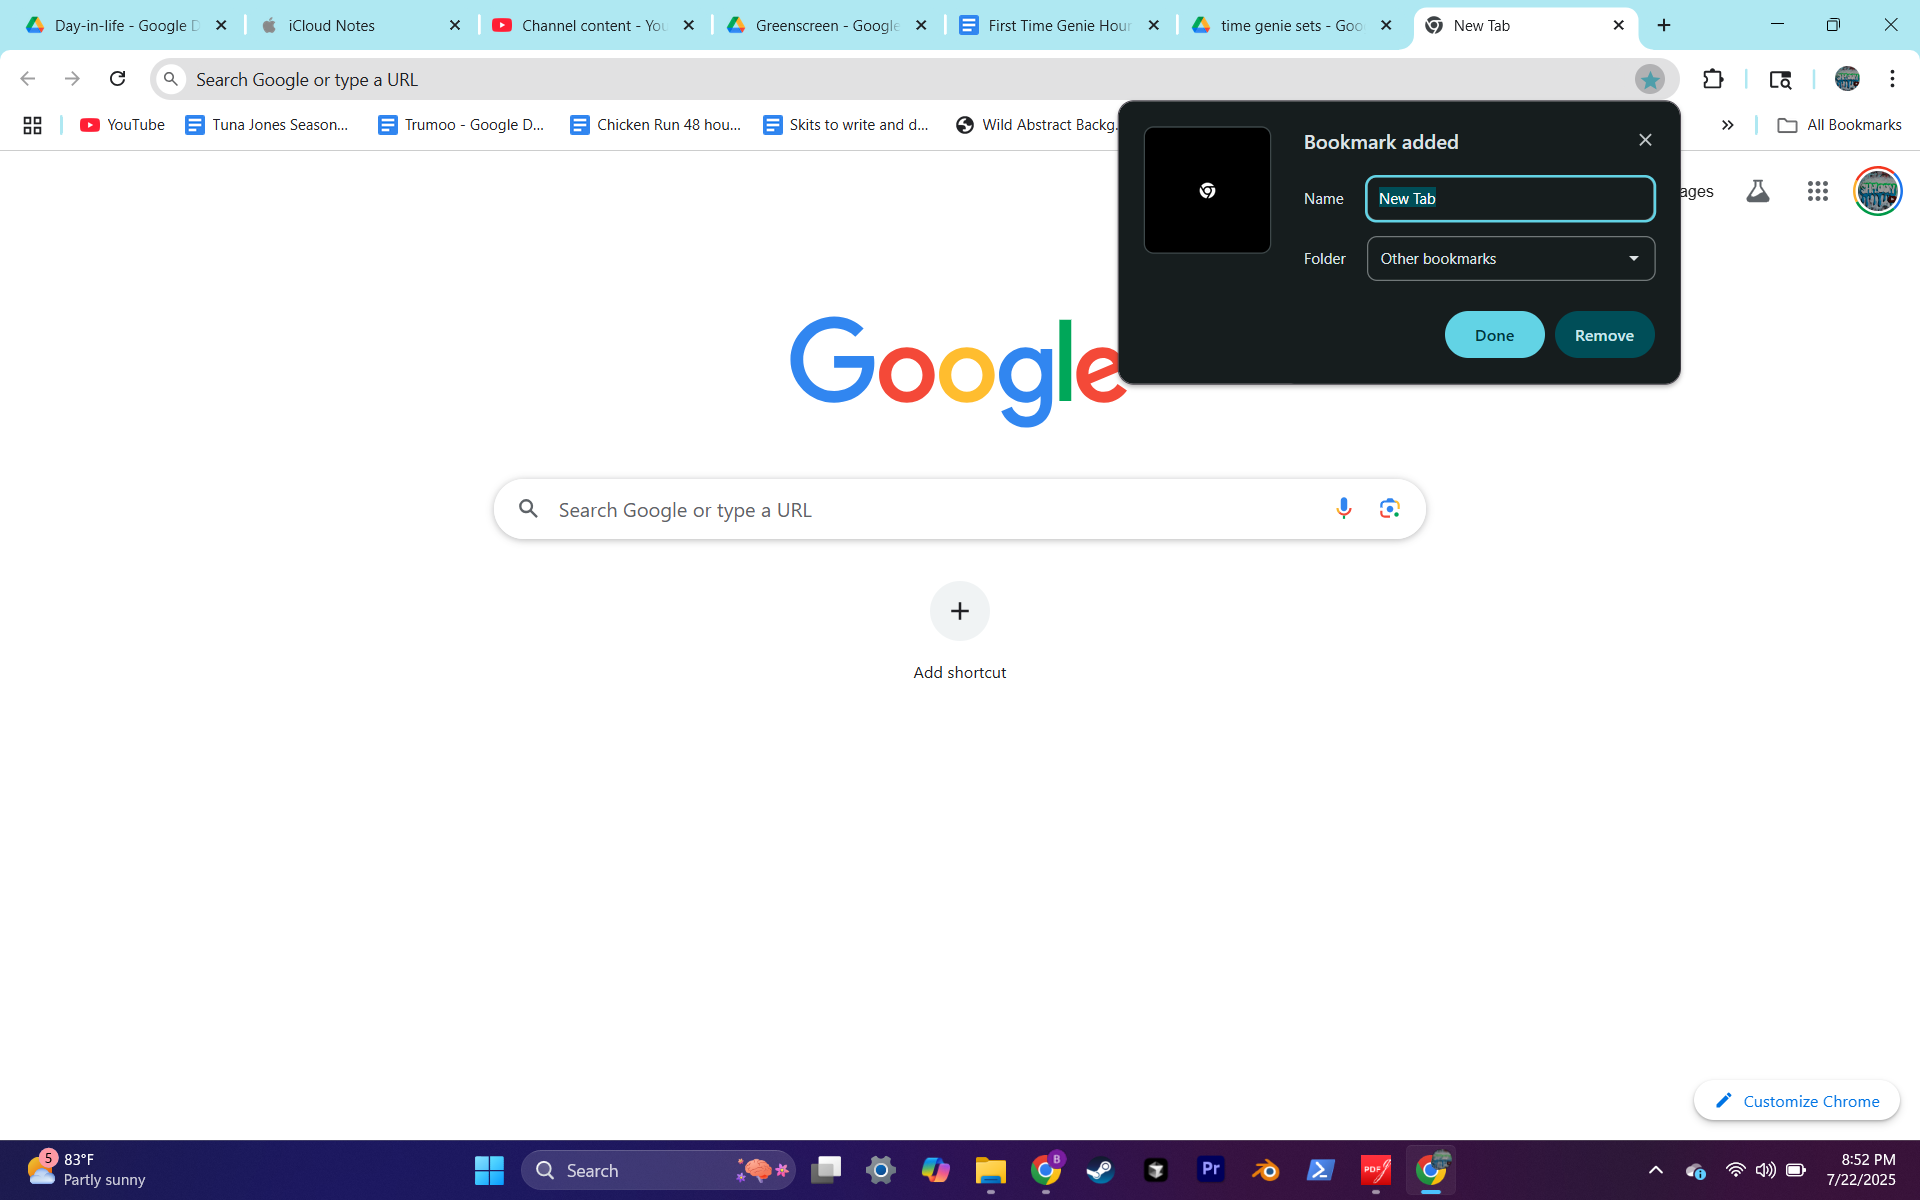 Day-in-life - Google D
iCloud Notes
Channel content - You
Greenscreen - Google
First Time Genie Hour
time genie sets - Goo
New Tab
Search Google or type a URL
YouTube
Tuna Jones Season...
Trumoo - Google D...
Chicken Run 48 hou...
Skits to write and d...
Wild Abstract Backg.
All Bookmarks
Bookmark added
Name
New Tab
Folder
Other bookmarks
Done
Remove
ages
Google
Search Google or type a URL
Add shortcut
Customize Chrome
5
83°F
Partly sunny
Search
B
Pr
PDF
8:52 PM
7/22/2025